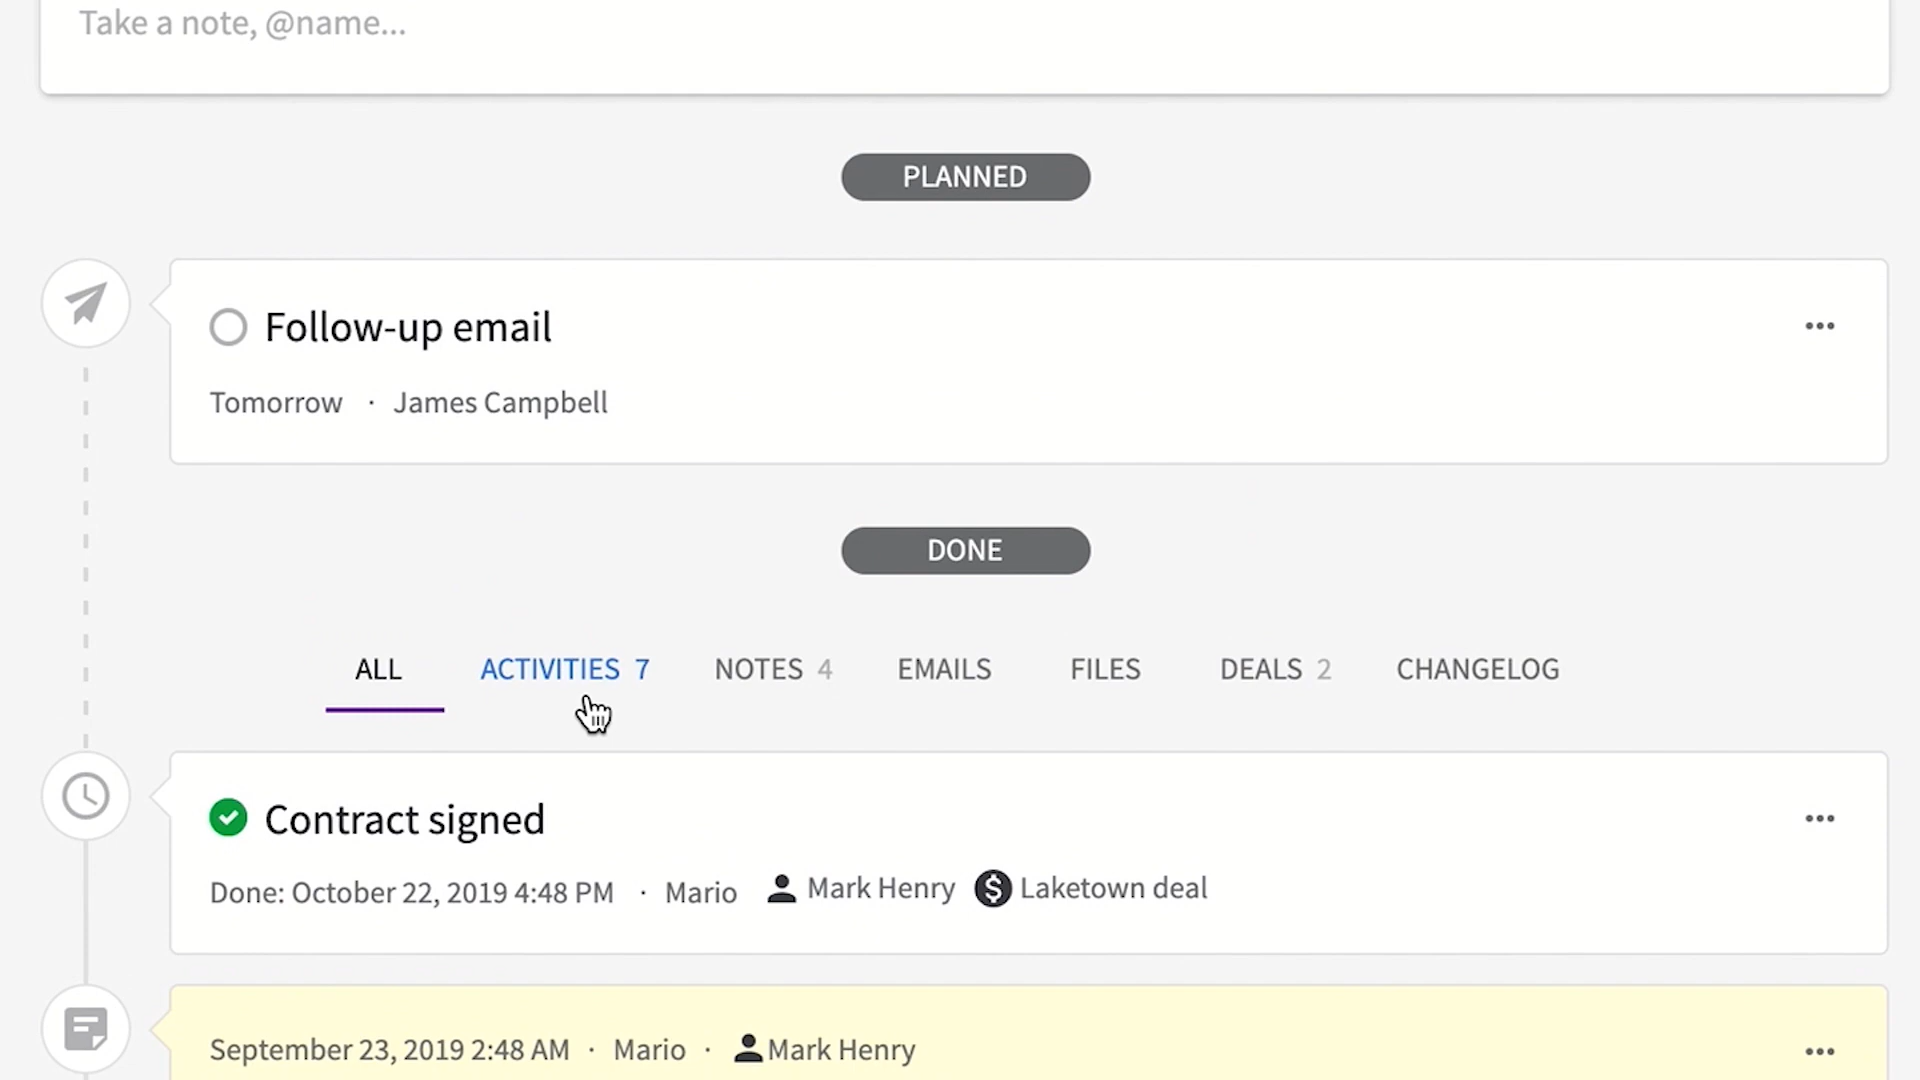 Take a note, @name...
PLANNED
Follow-up email
Tomorrow · James Campbell
DONE
ALL ACTIVITIES 7 NOTES 4 EMAILS FILES DEALS 2 CHANGELOG
Contract signed
Done: October 22, 2019 4:48 PM · Mario Mark Henry $ Laketown deal
September 23, 2019 2:48 AM · Mario · Mark Henry